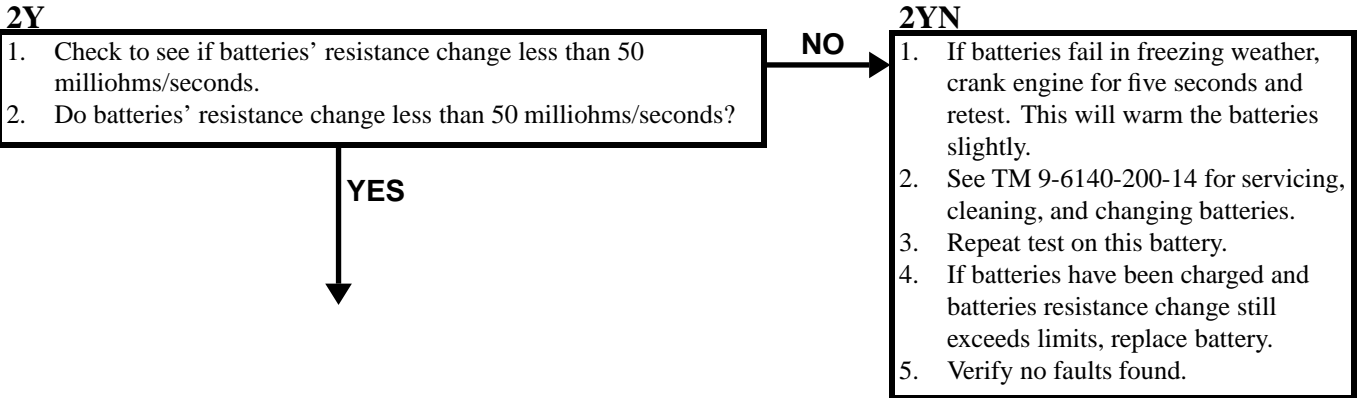 2Y
1. Check to see if batteries’ resistance change less than 50
milliohms/seconds.
2. Do batteries’ resistance change less than 50 milliohms/seconds?
NO
YES
2YN
1. If batteries fail in freezing weather,
crank engine for five seconds and
retest. This will warm the batteries
slightly.
2. See TM 9-6140-200-14 for servicing,
cleaning, and changing batteries.
3. Repeat test on this battery.
4. If batteries have been charged and
batteries resistance change still
exceeds limits, replace battery.
5. Verify no faults found.